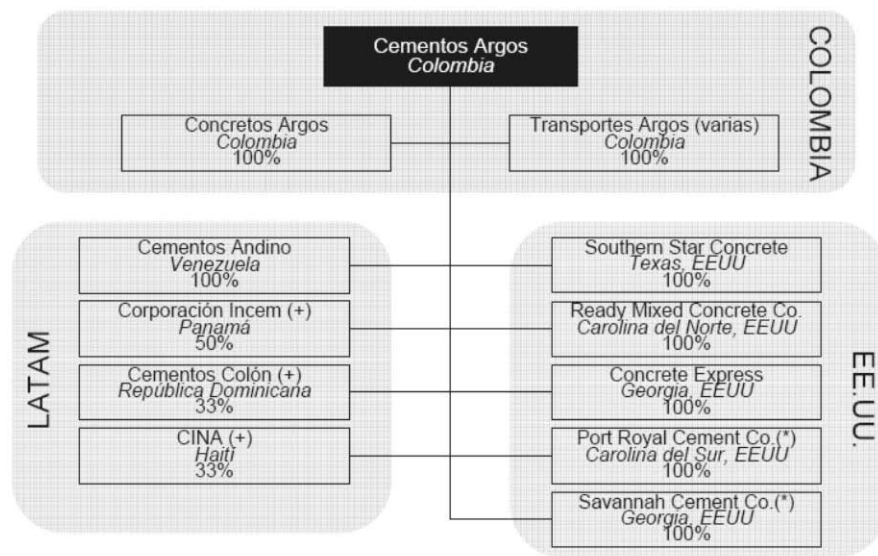 Cementos Argos
Colombia
COLOMBIA
Concretos Argos
Colombia
100%
Transportes Argos (varias)
Colombia
100%
LATAM
Cementos Andino
Venezuela
100%
Corporación Incem (+)
Panamá
50%
Cementos Colón (+)
República Dominicana
33%
CINA (+)
Haití
33%
EE.UU.
Southern Star Concrete
Texas, EEUU
100%
Ready Mixed Concrete Co.
Carolina del Norte, EEUU
100%
Concrete Express
Georgia, EEUU
100%
Port Royal Cement Co.(*)
Carolina del Sur, EEUU
100%
Savannah Cement Co.(*)
Georgia, EEUU
100%